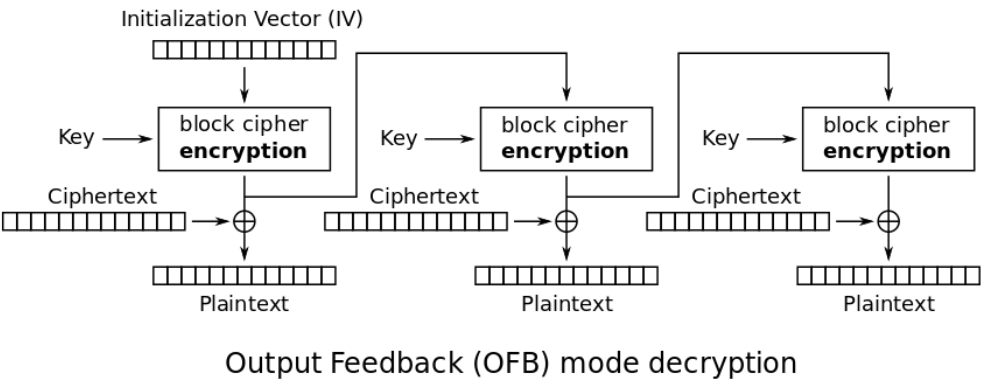 Initialization Vector (IV)
Key
block cipher
encryption
Key
block cipher
encryption
Key
block cipher
encryption
Ciphertext
Ciphertext
Ciphertext
Plaintext
Plaintext
Plaintext
Output Feedback (OFB) mode decryption